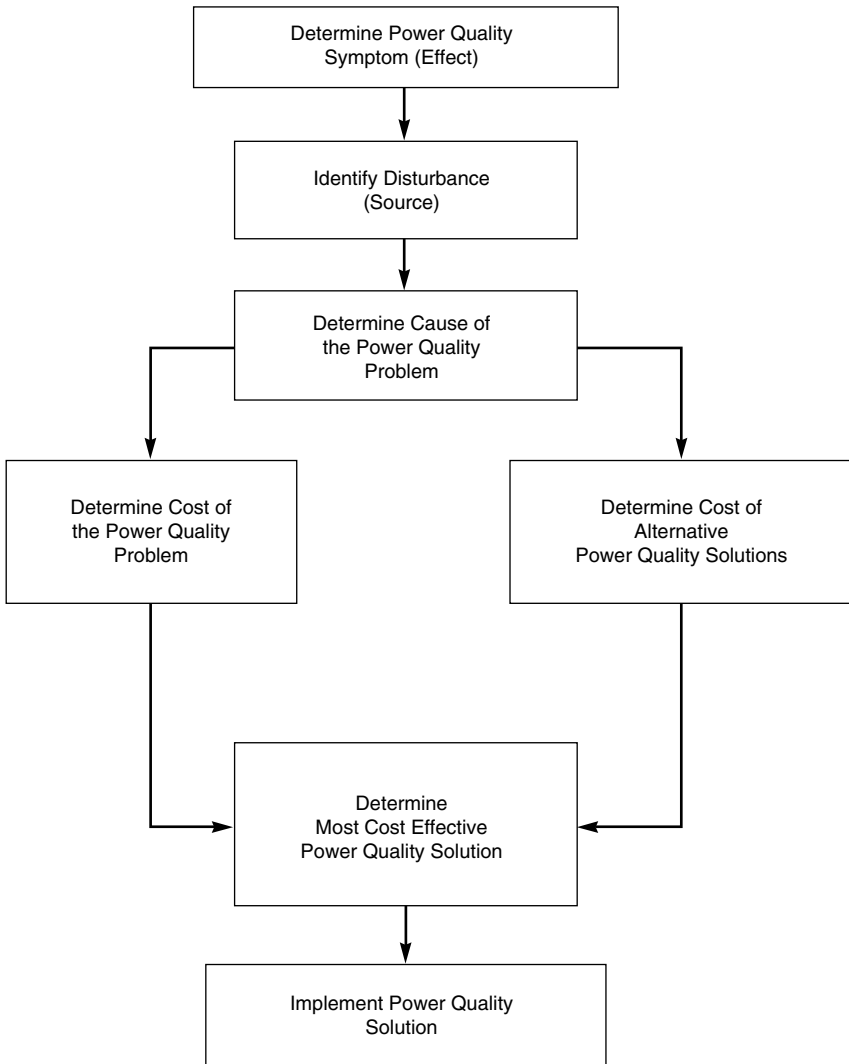 Determine Power Quality
Symptom (Effect)
Identify Disturbance
(Source)
Determine Cause of
the Power Quality
Problem
Determine Cost of
the Power Quality
Problem
Determine Cost of
Alternative
Power Quality Solutions
Determine
Most Cost Effective
Power Quality Solution
Implement Power Quality
Solution